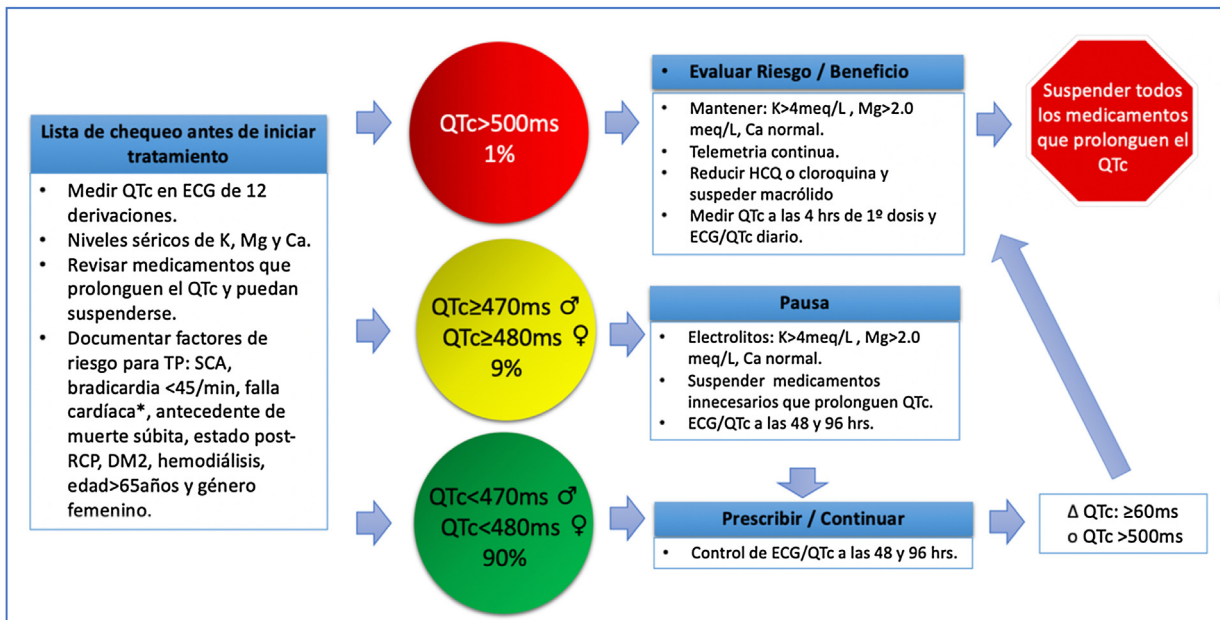 Lista de chequeo antes de iniciar
tratamiento
• Medir QTc en ECG de 12
derivaciones.
• Niveles séricos de K, Mg y Ca.
• Revisar medicamentos que
prolonguen el QTc y puedan
suspenderse.
• Documentar factores de
riesgo para TP: SCA,
bradicardia <45/min, falla
cardíaca*, antecedente de
muerte súbita, estado post-
RCP, DM2, hemodiálisis,
edad>65años y género
femenino.
QTc>500ms
1%
• Evaluar Riesgo / Beneficio
• Mantener: K>4meq/L , Mg>2.0
meq/L, Ca normal.
• Telemetria continua.
• Reducir HCQ o cloroquina y
suspeder macrólido
• Medir QTc a las 4 hrs de 1º dosis y
ECG/QTc diario.
Suspender todos
los medicamentos
que prolonguen el
QTc
QTc≥470ms ♂
QTc≥480ms ♀
9%
Pausa
• Electrolitos: K>4meq/L , Mg>2.0
meq/L, Ca normal.
• Suspender medicamentos
innecesarios que prolonguen QTc.
• ECG/QTc a las 48 y 96 hrs.
QTc<470ms ♂
QTc<480ms ♀
90%
Prescribir / Continuar
• Control de ECG/QTc a las 48 y 96 hrs.
Δ QTc: ≥60ms
o QTc >500ms